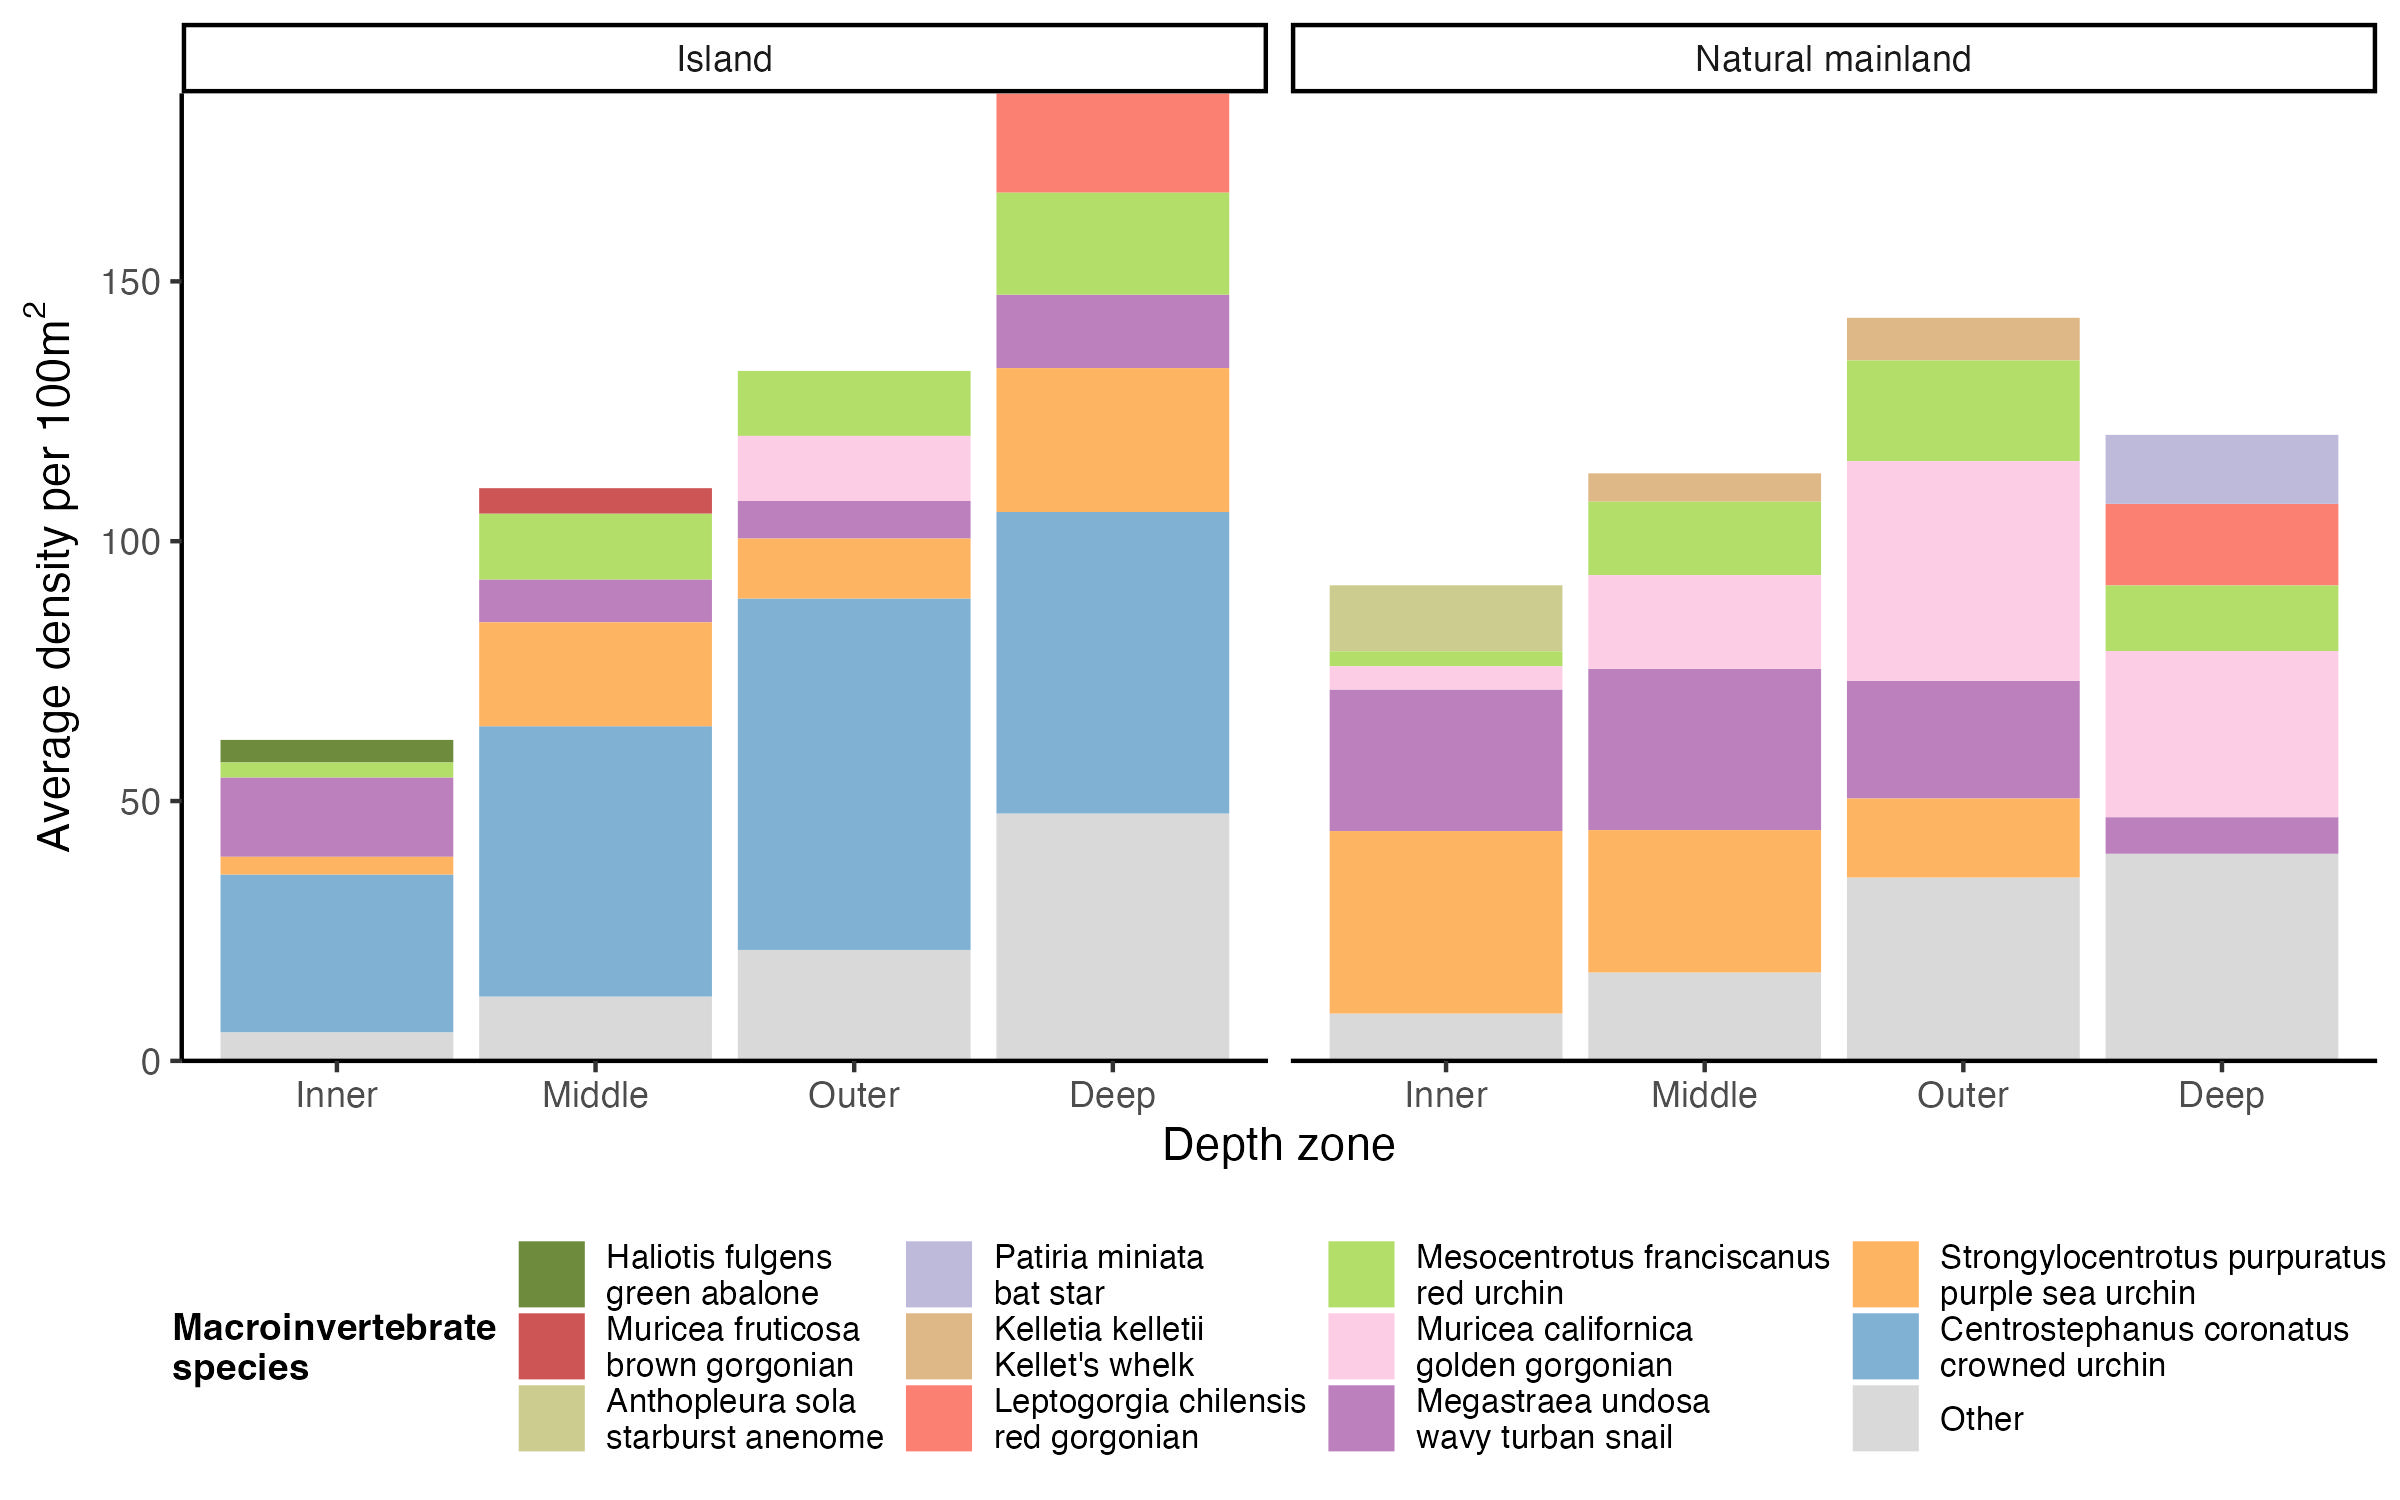 Island
Natural mainland
Average density per 100m²
150
100
50
0
Inner
Middle
Outer
Deep
Inner
Middle
Outer
Deep
Depth zone
Macroinvertebrate
species
Haliotis fulgens
green abalone
Muricea fruticosa
brown gorgonian
Anthopleura sola
starburst anenome
Patiria miniata
bat star
Kelletia kelletii
Kellet's whelk
Leptogorgia chilensis
red gorgonian
Mesocentrotus franciscanus
red urchin
Muricea californica
golden gorgonian
Megastraea undosa
wavy turban snail
Strongylocentrotus purpuratus
purple sea urchin
Centrostephanus coronatus
crowned urchin
Other